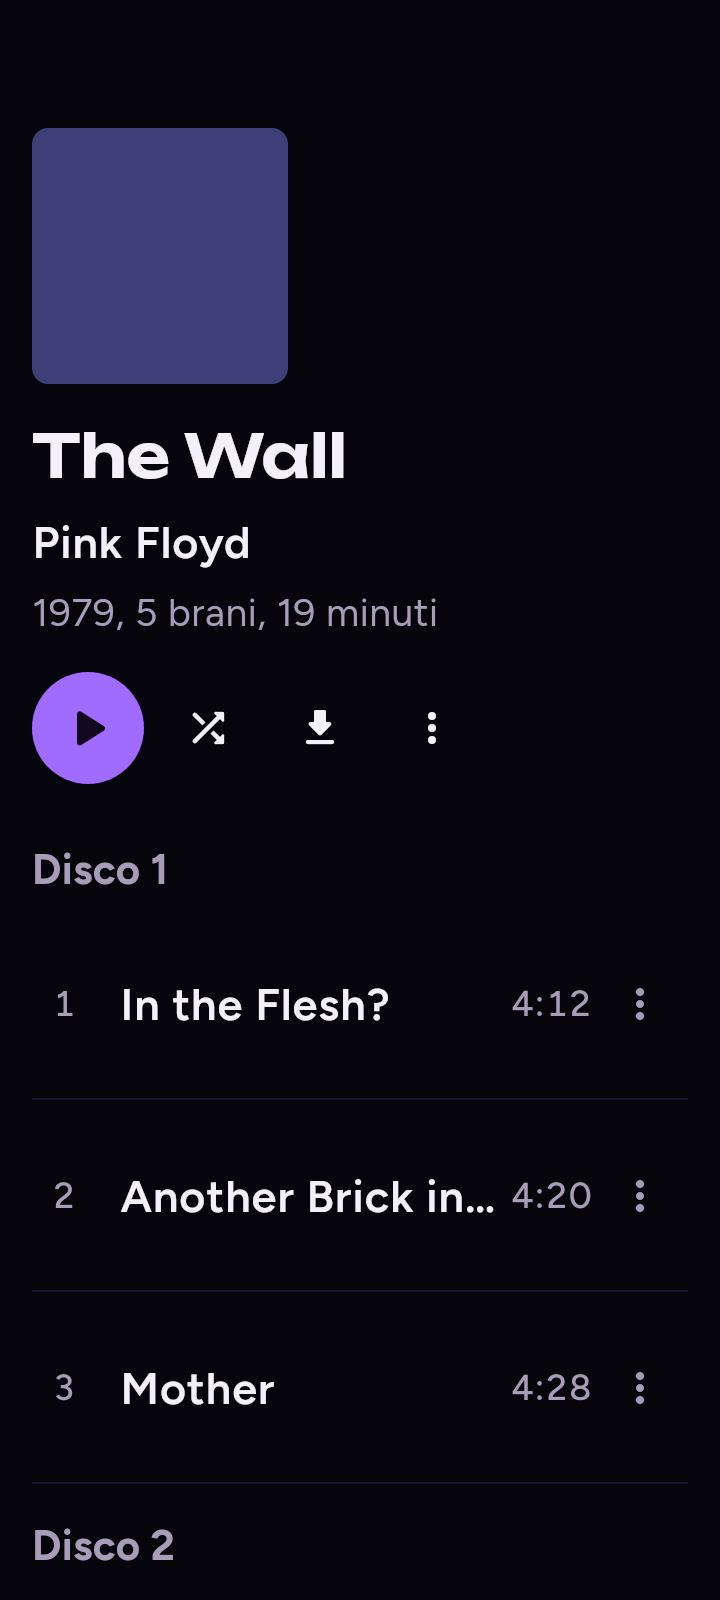 The Wall
Pink Floyd
1979, 5 brani, 19 minuti
Disco 1
1 In the Flesh? 4:12
2 Another Brick in... 4:20
3 Mother 4:28
Disco 2